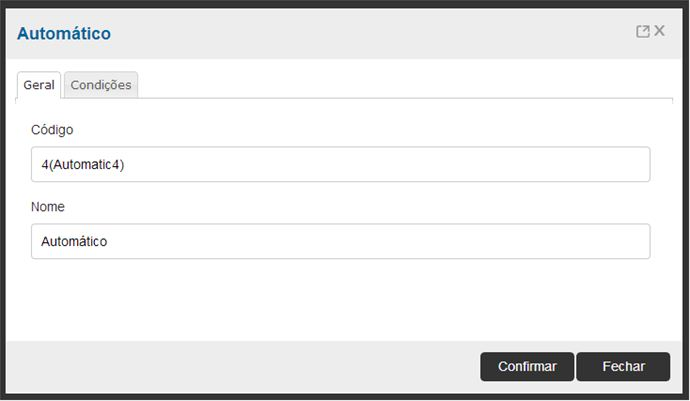 Automático
Geral Condições
Código
4(Automatic4)
Nome
Automático
Confirmar Fechar